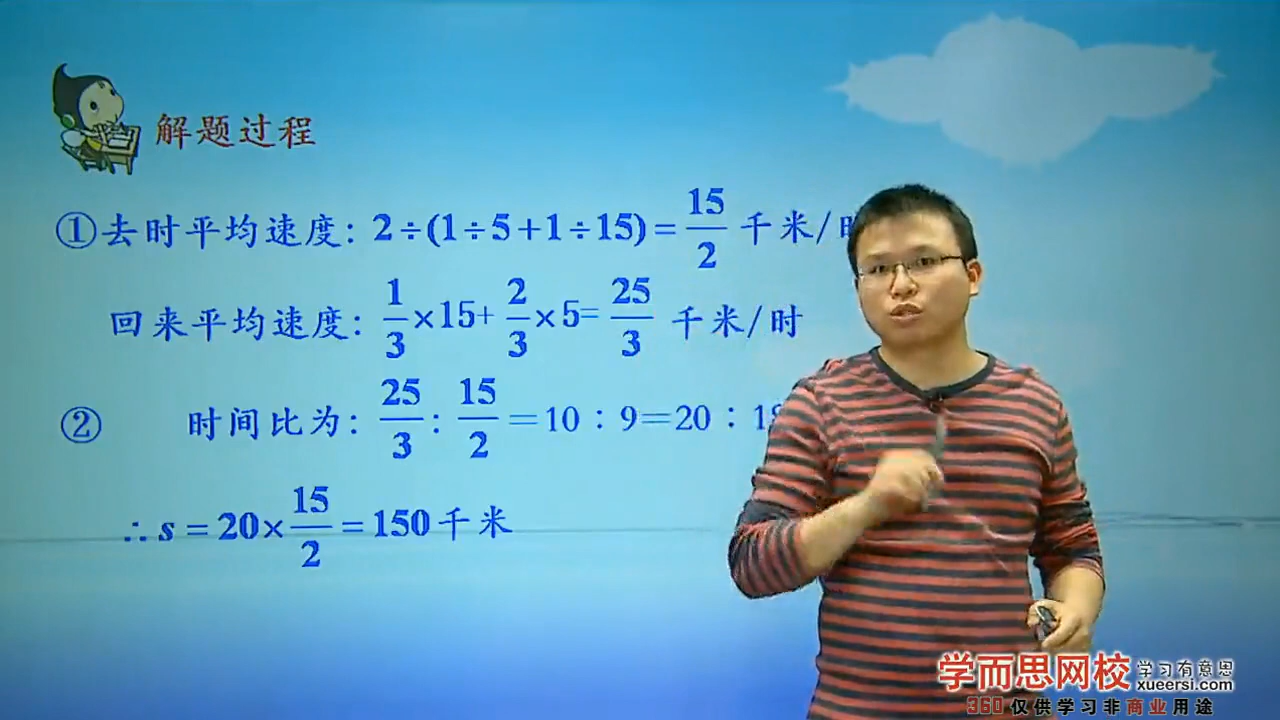 解题过程
①去时平均速度: 2÷(1÷5+1÷15)=15/2 千米/时
回来平均速度: 1/3×15+2/3×5=25/3 千米/时
② 时间比为: 25/3:15/2=10:9=20:18
∴s=20×15/2=150千米
学而思网校 学习有意思
xueersi.com
360 仅供学习非商业用途